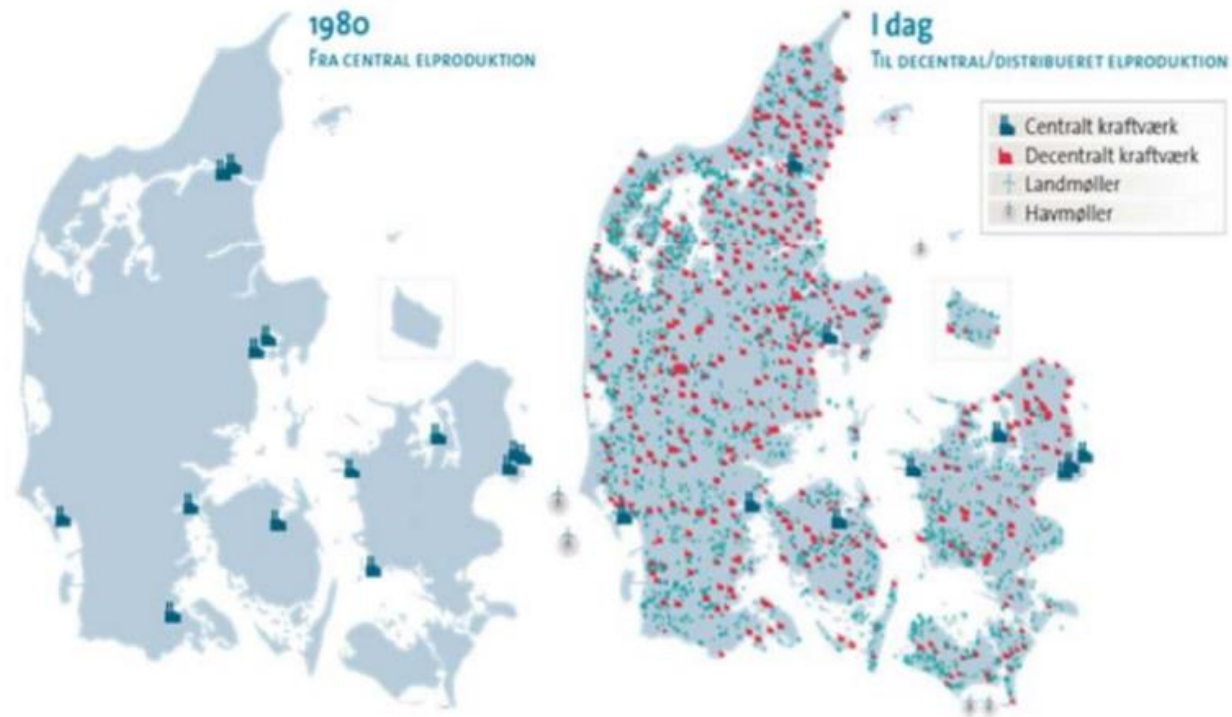 1980
FRA CENTRAL ELPRODUKTION
I dag
TIL DECENTRAL/DISTRIBUERET ELPRODUKTION
Centralt kraftværk
Decentralt kraftværk
Landmøller
Havmøller